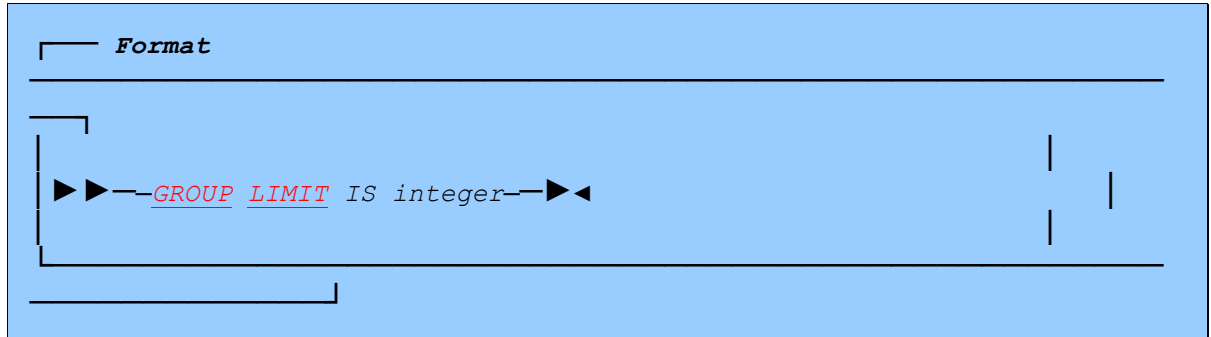 Format
►►──GROUP LIMIT IS integer──►◄